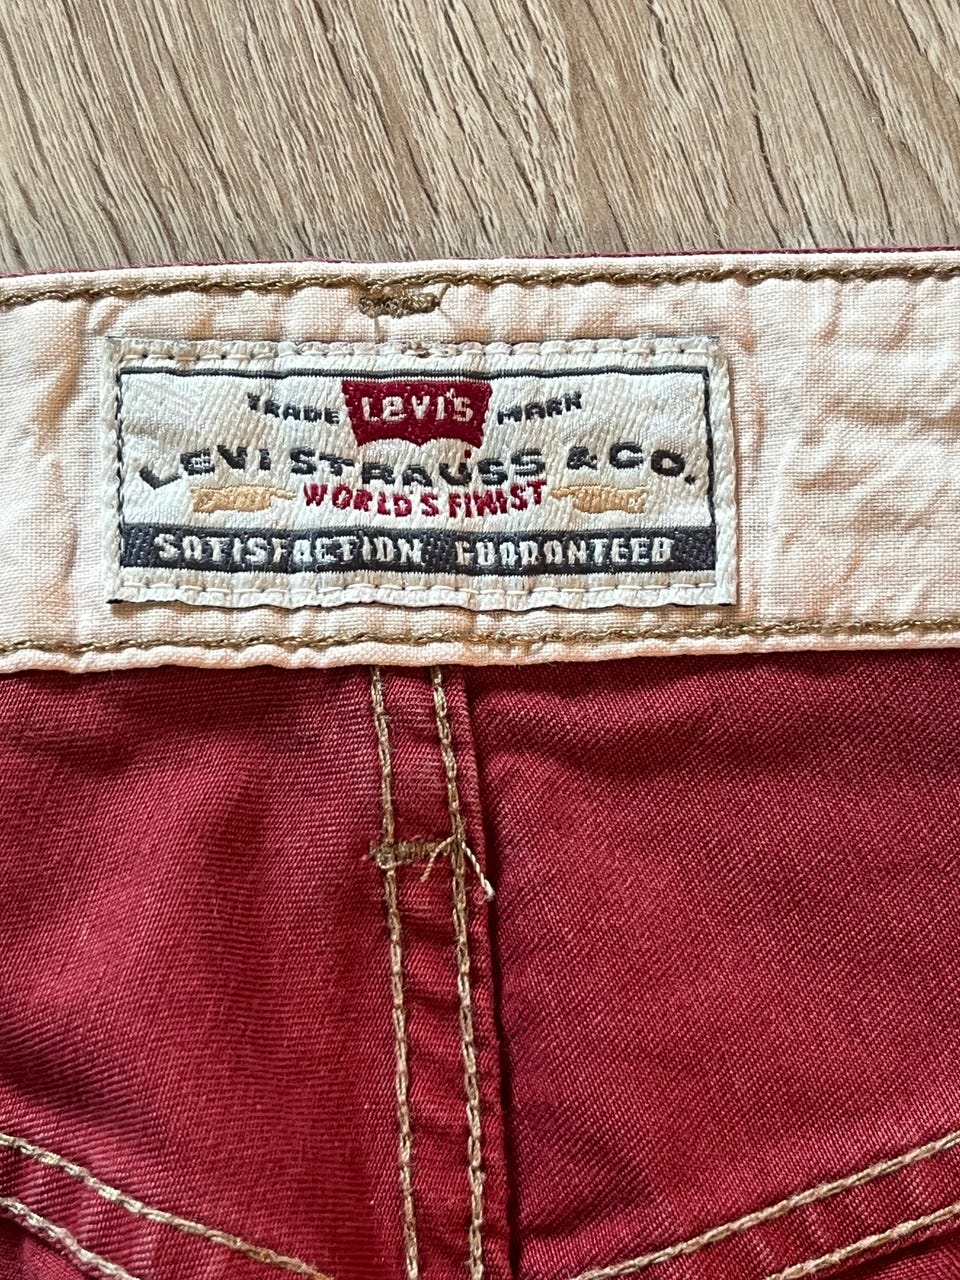 TRADE LEVI'S MARK
LEVI STRAUSS & CO.
WORLD'S FINIST
SATISFACTION GUARANTEED